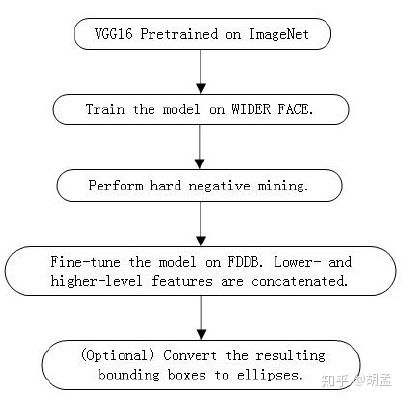 VGG16 Pretrained on ImageNet
Train the model on WIDER FACE.
Perform hard negative mining.
Fine-tune the model on FDDB. Lower- and
higher-level features are concatenated.
(Optional) Convert the resulting
bounding boxes to ellipses.
知乎 @胡孟